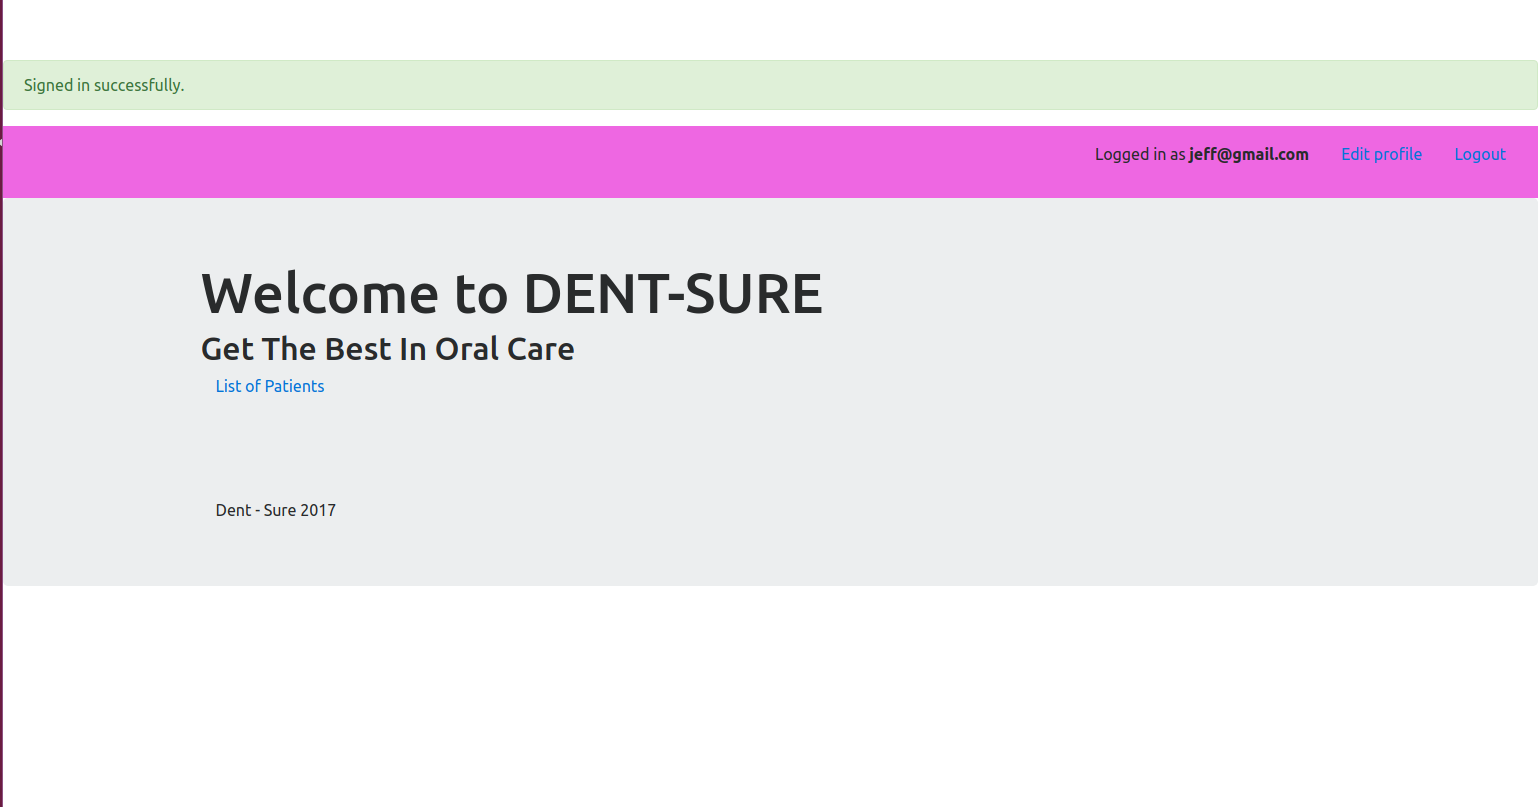 Signed in successfully.
Logged in as jeff@gmail.com Edit profile Logout
Welcome to DENT-SURE
Get The Best In Oral Care
List of Patients
Dent - Sure 2017